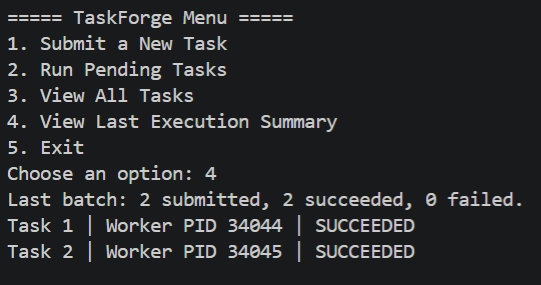 ===== TaskForge Menu =====
1. Submit a New Task
2. Run Pending Tasks
3. View All Tasks
4. View Last Execution Summary
5. Exit
Choose an option: 4
Last batch: 2 submitted, 2 succeeded, 0 failed.
Task 1 | Worker PID 34044 | SUCCEEDED
Task 2 | Worker PID 34045 | SUCCEEDED